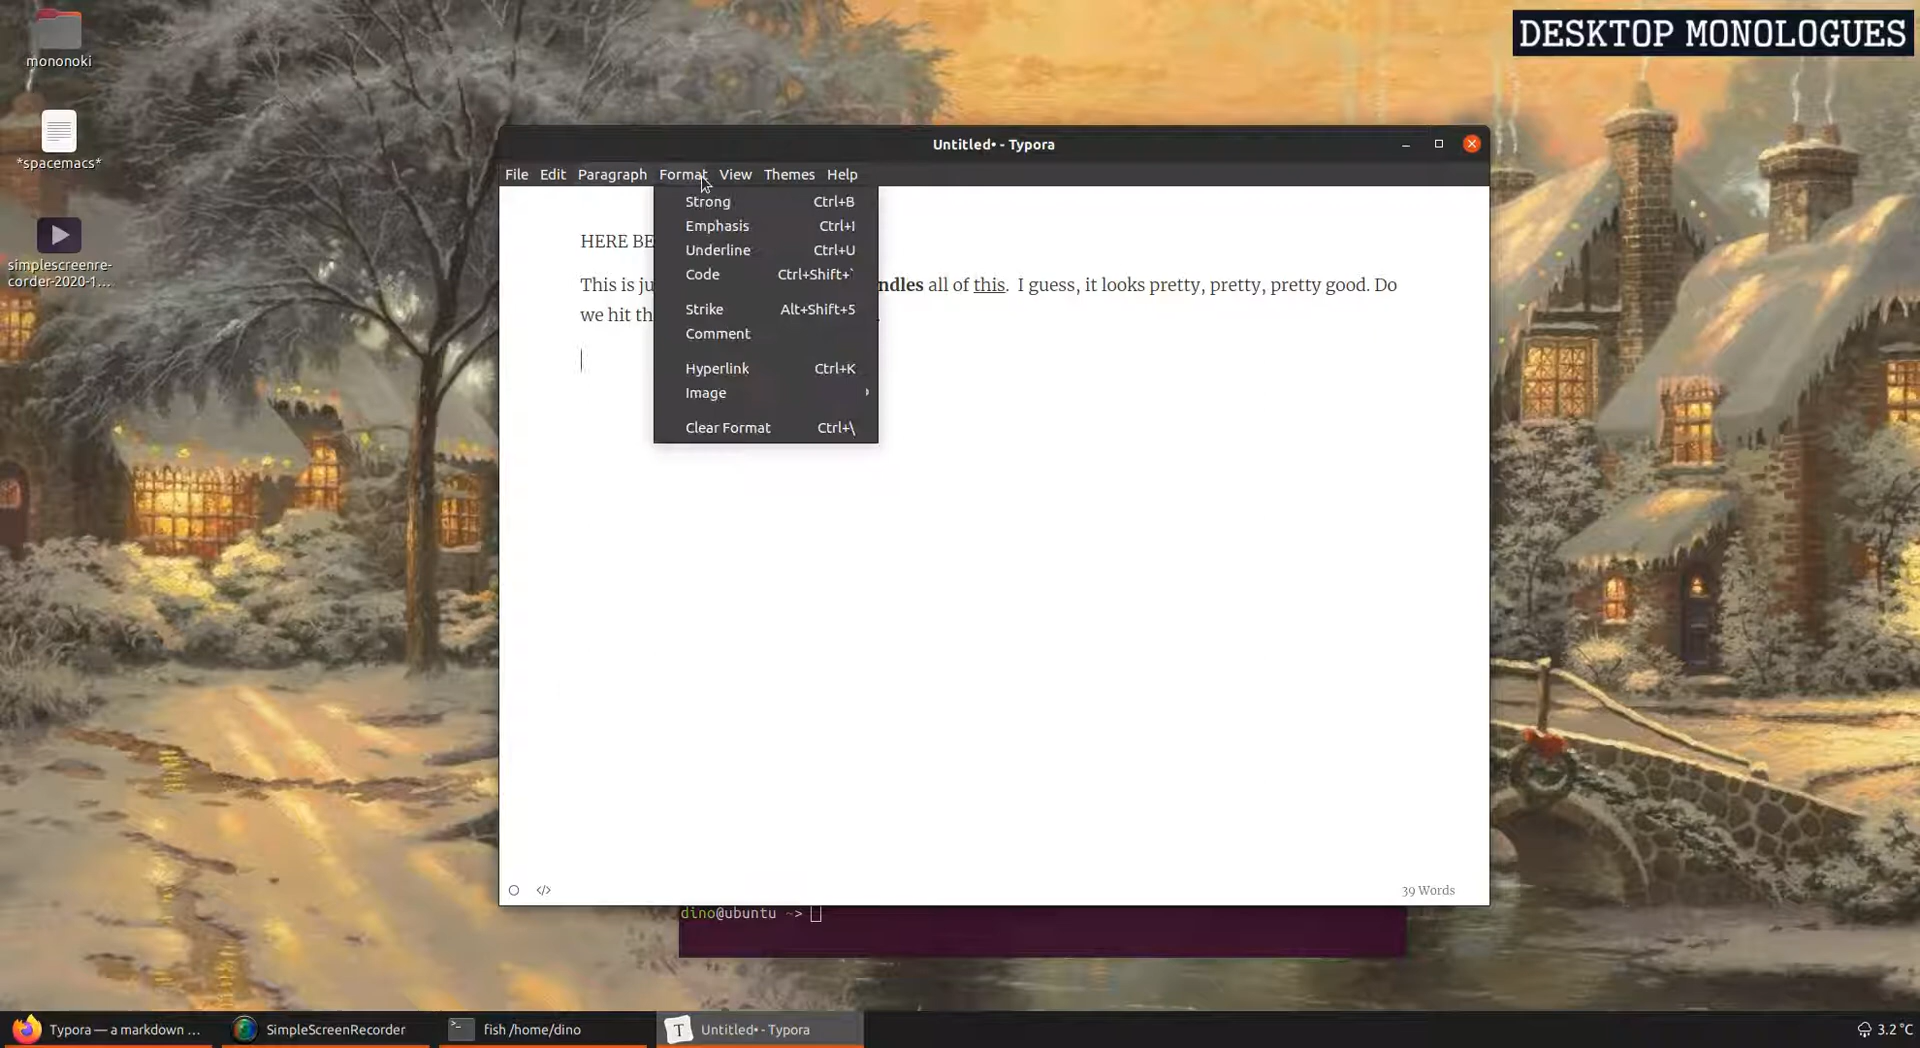 mononoki
*spacemacs*
simplescreenre-
corder-2020-1...
DESKTOP MONOLOGUES
Untitled• - Typora
File Edit Paragraph Format View Themes Help
Strong Ctrl+B
Emphasis Ctrl+I
Underline Ctrl+U
Code Ctrl+Shift+`
Strike Alt+Shift+5
Comment
Hyperlink Ctrl+K
Image
Clear Format Ctrl+\
HERE BE
This is ju ndles all of this. I guess, it looks pretty, pretty, pretty good. Do
we hit th
39 Words
dino@ubuntu ~>
Typora — a markdown ...
SimpleScreenRecorder
fish /home/dino
T Untitled• - Typora
3.2 °C